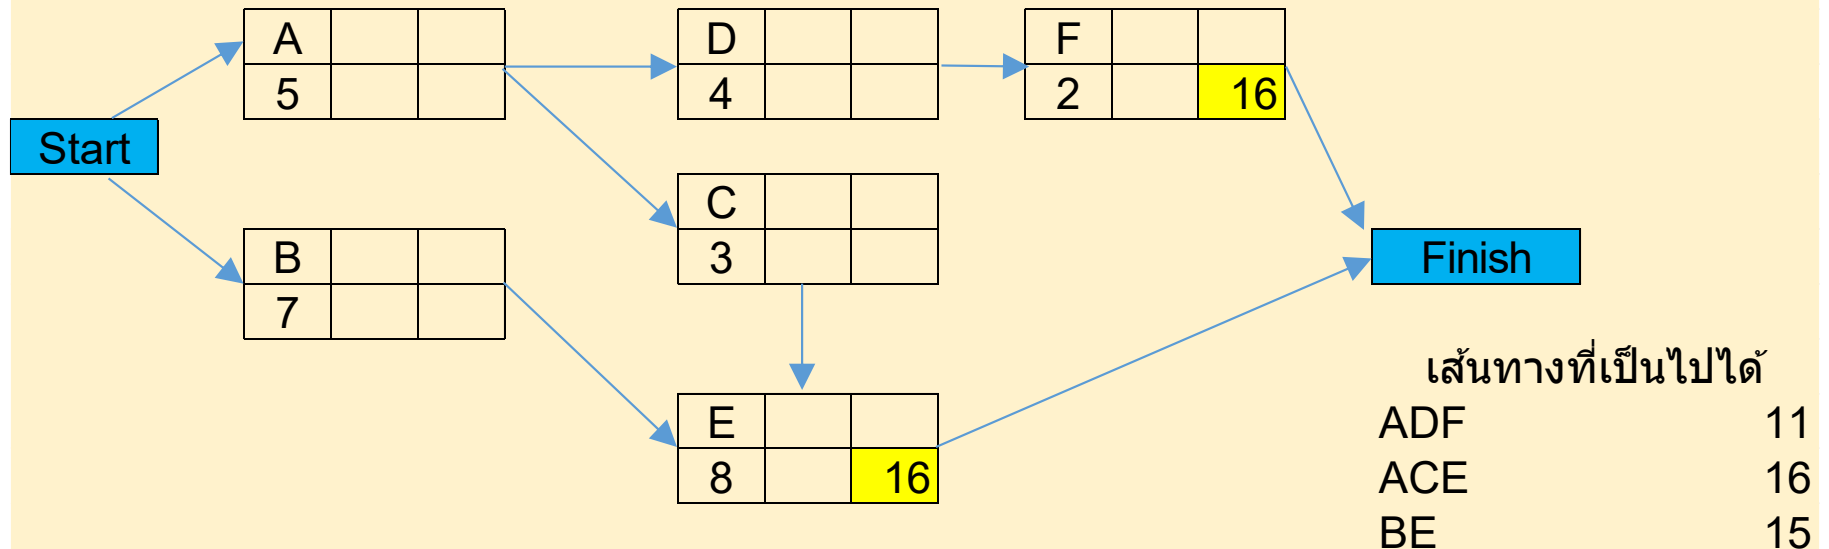 A D F
5 4 2 16
Start
C
B 3 Finish
7
เส้นทางที่เป็นไปได้
E ADF 11
8 16 ACE 16
BE 15